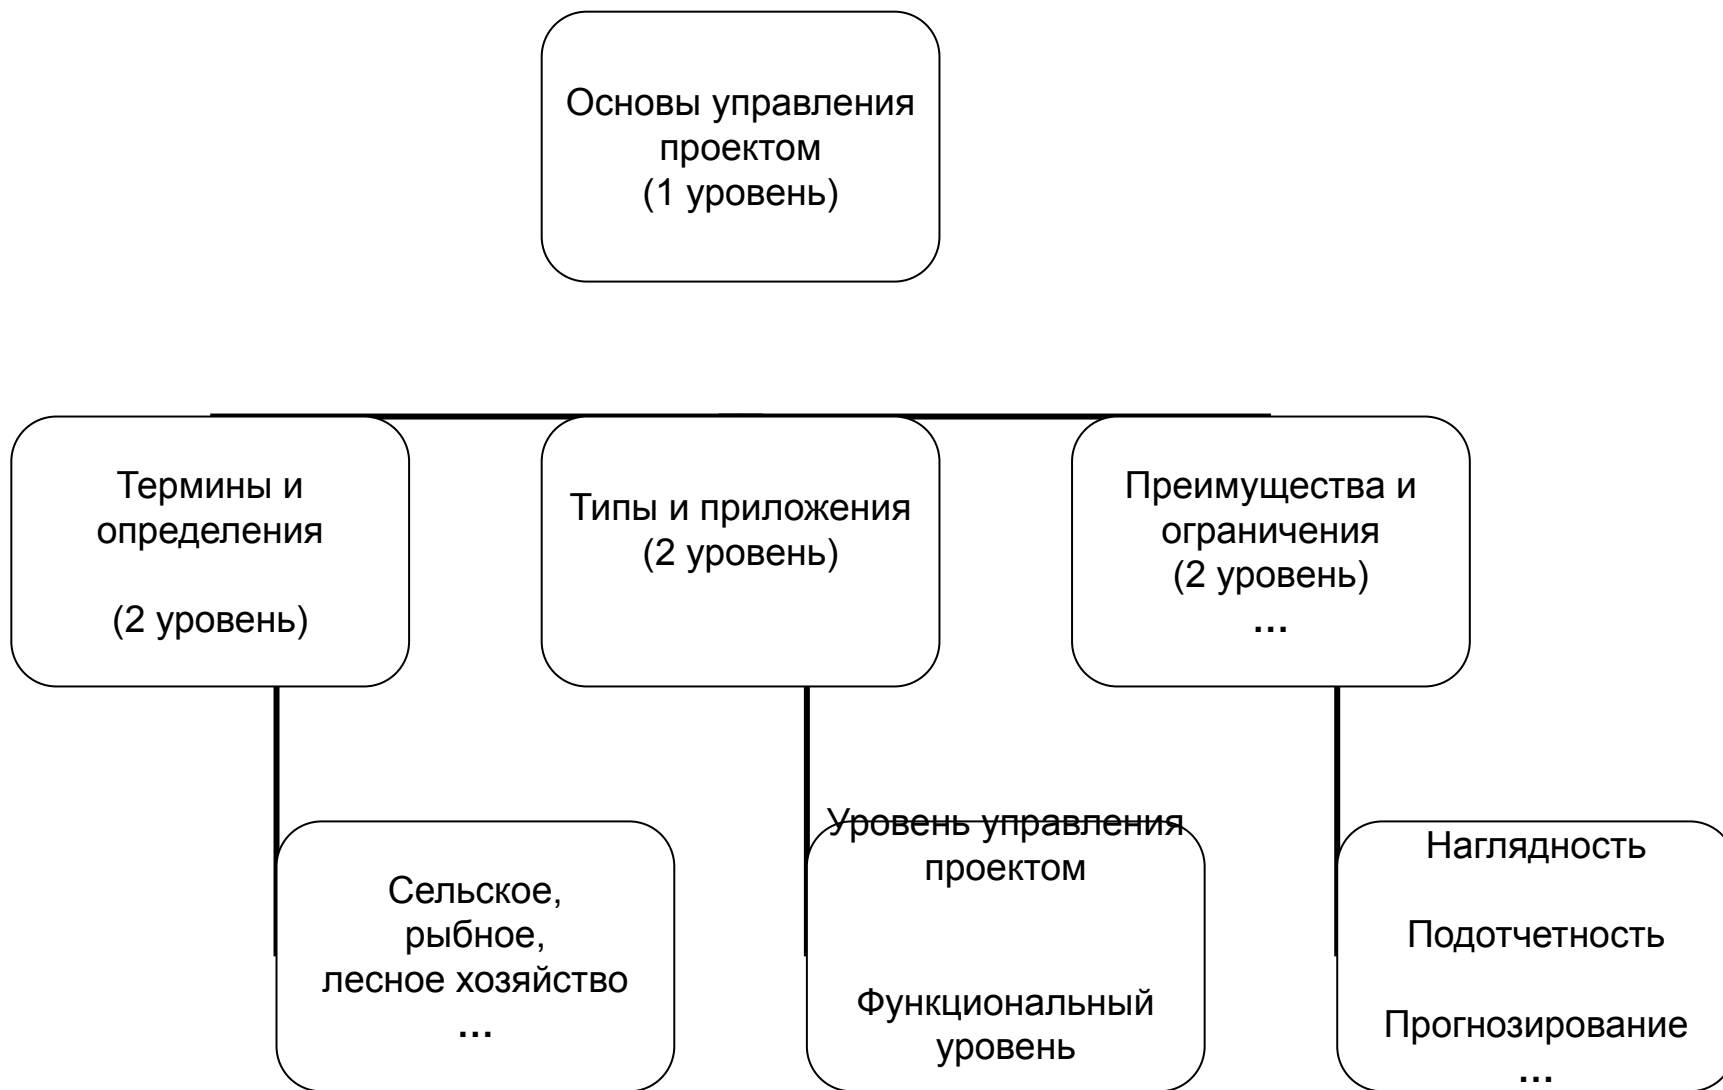 Основы управления
проектом
(1 уровень)
Термины и
определения
(2 уровень)
Типы и приложения
(2 уровень)
Преимущества и
ограничения
(2 уровень)
...
Сельское,
рыбное,
лесное хозяйство
...
Уровень управления
проектом
Функциональный
уровень
Наглядность
Подотчетность
Прогнозирование
...